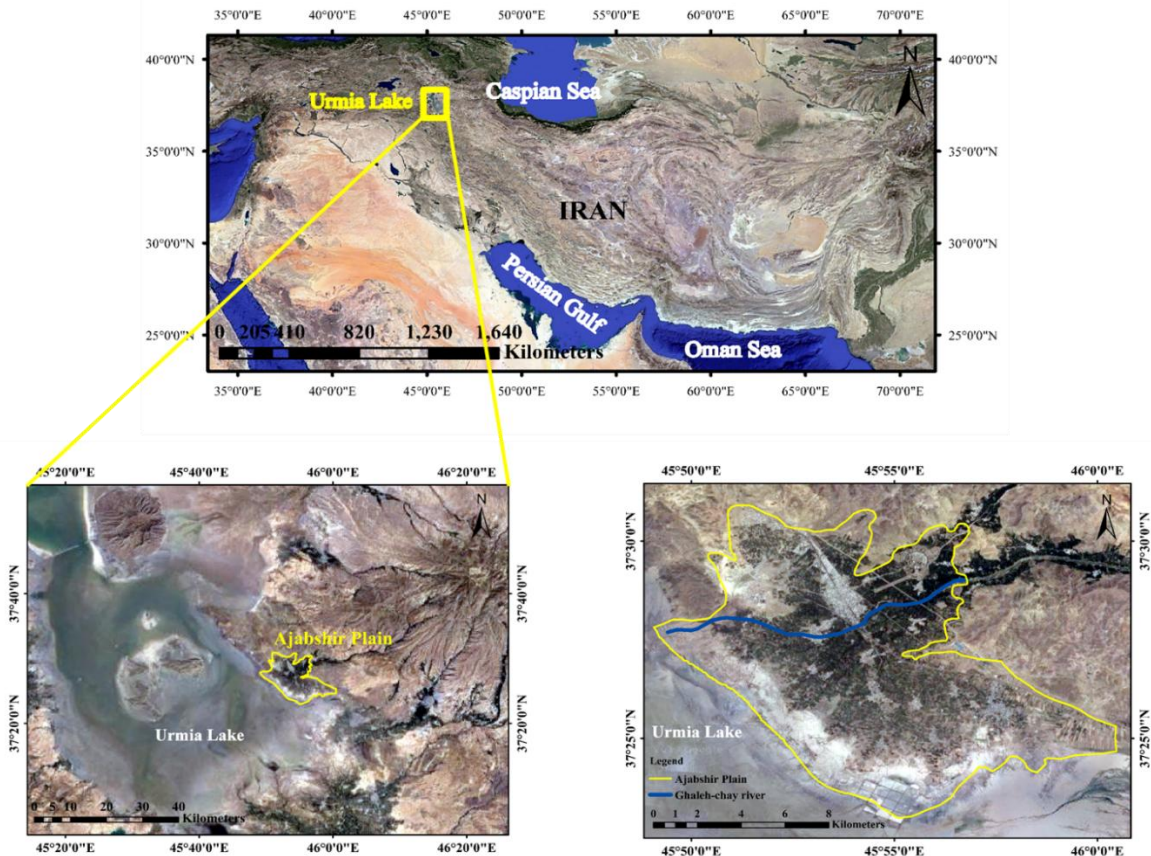 35°0'0"E 40°0'0"E 45°0'0"E 50°0'0"E 55°0'0"E 60°0'0"E 65°0'0"E 70°0'0"E
N
40°0'0"N 40°0'0"N
Caspian Sea
Urmia Lake
35°0'0"N 35°0'0"N
IRAN
30°0'0"N 30°0'0"N
Persian Gulf
0 205 410 820 1,230 1,640
25°0'0"N 25°0'0"N
Kilometers
Oman Sea
35°0'0"E 40°0'0"E 45°0'0"E 50°0'0"E 55°0'0"E 60°0'0"E 65°0'0"E 70°0'0"E
45°20'0"E 45°40'0"E 46°0'0"E 46°20'0"E
N
37°40'0"N 37°40'0"N
Ajabshir Plain
37°20'0"N 37°20'0"N
Urmia Lake
0 5 10 20 30 40
Kilometers
45°20'0"E 45°40'0"E 46°0'0"E 46°20'0"E
45°50'0"E 45°55'0"E 46°0'0"E
N
37°30'0"N 37°30'0"N
37°25'0"N 37°25'0"N
Urmia Lake
Legend
Ajabshir Plain
Ghaleh-chay river
0 1 2 4 6 8
Kilometers
45°50'0"E 45°55'0"E 46°0'0"E